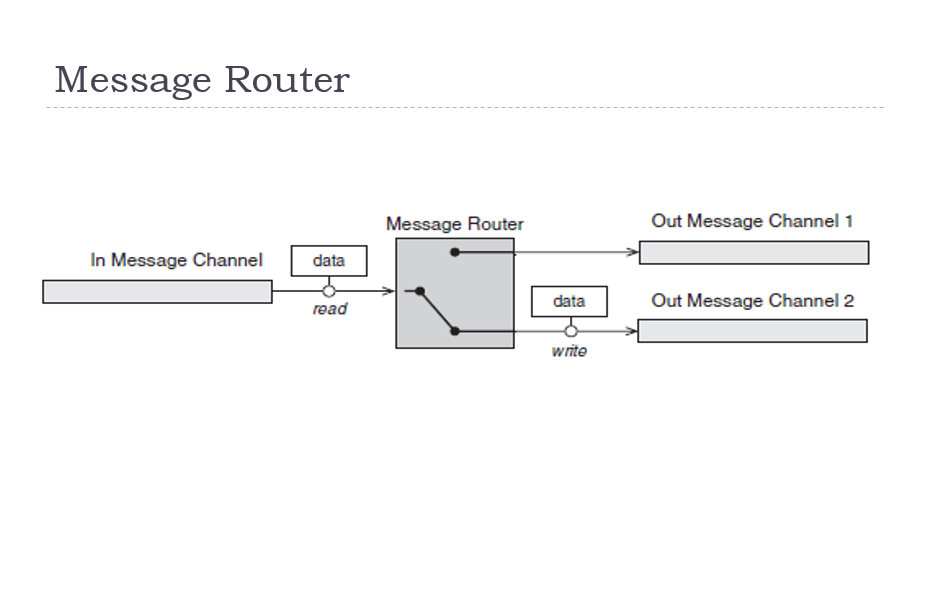 Message Router
Message Router
Out Message Channel 1
In Message Channel
data
read
data
Out Message Channel 2
write